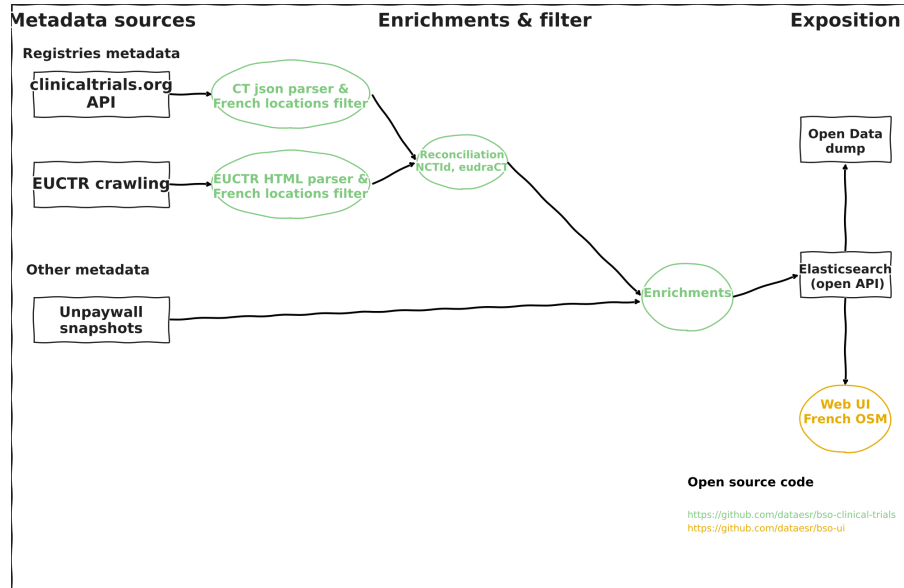 Metadata sources
Enrichments & filter
Exposition
Registries metadata
clinicaltrials.org
API
CT json parser &
French locations filter
Reconciliation
NCTId, eudraCT
EUCTR crawling
EUCTR HTML parser &
French locations filter
Open Data
dump
Other metadata
Unpaywall
snapshots
Enrichments
Elasticsearch
(open API)
Web UI
French OSM
Open source code
https://github.com/dataesr/bso-clinical-trials
https://github.com/dataesr/bso-ui